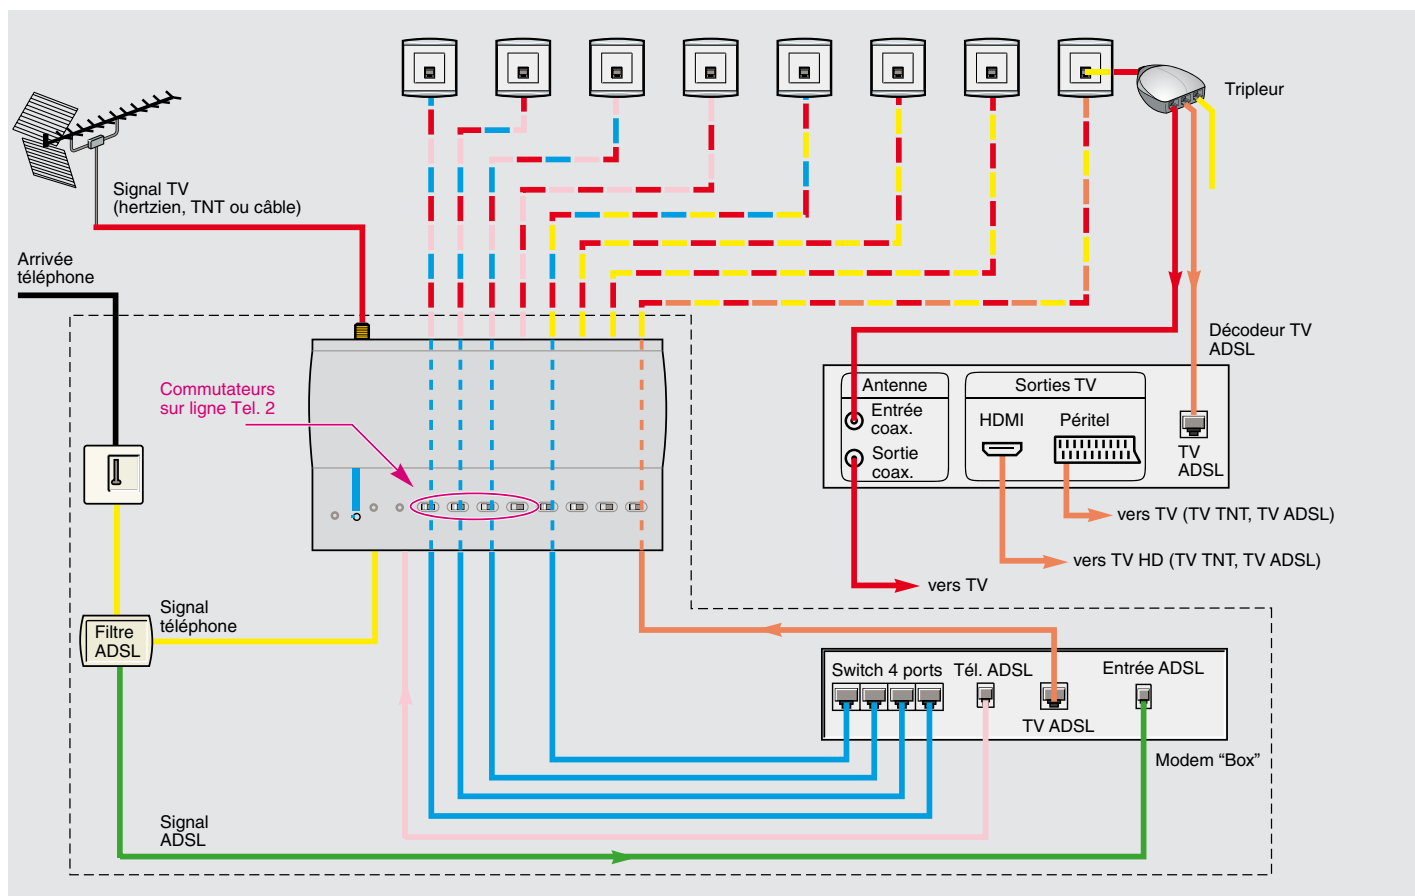 Tripleur
Signal TV
(hertzien, TNT ou câble)
Arrivée
téléphone
Décodeur TV
ADSL
Commutateurs
sur ligne Tel. 2
Antenne
Entrée
coax.
Sortie
coax.
Sorties TV
HDMI
Péritel
TV
ADSL
vers TV (TV TNT, TV ADSL)
vers TV HD (TV TNT, TV ADSL)
vers TV
Signal
téléphone
Filtre
ADSL
Switch 4 ports
Tél. ADSL
Entrée ADSL
TV ADSL
Modem “Box”
Signal
ADSL